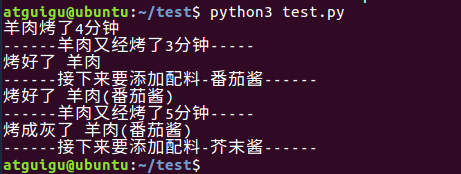 atguigu@ubuntu:~/test$ python3 test.py
羊肉烤了4分钟
------羊肉又经烤了3分钟-----
烤好了 羊肉
------接下来要添加配料-番茄酱------
烤好了 羊肉(番茄酱)
------羊肉又经烤了5分钟-----
烤成灰了 羊肉(番茄酱)
------接下来要添加配料-芥末酱------
atguigu@ubuntu:~/test$